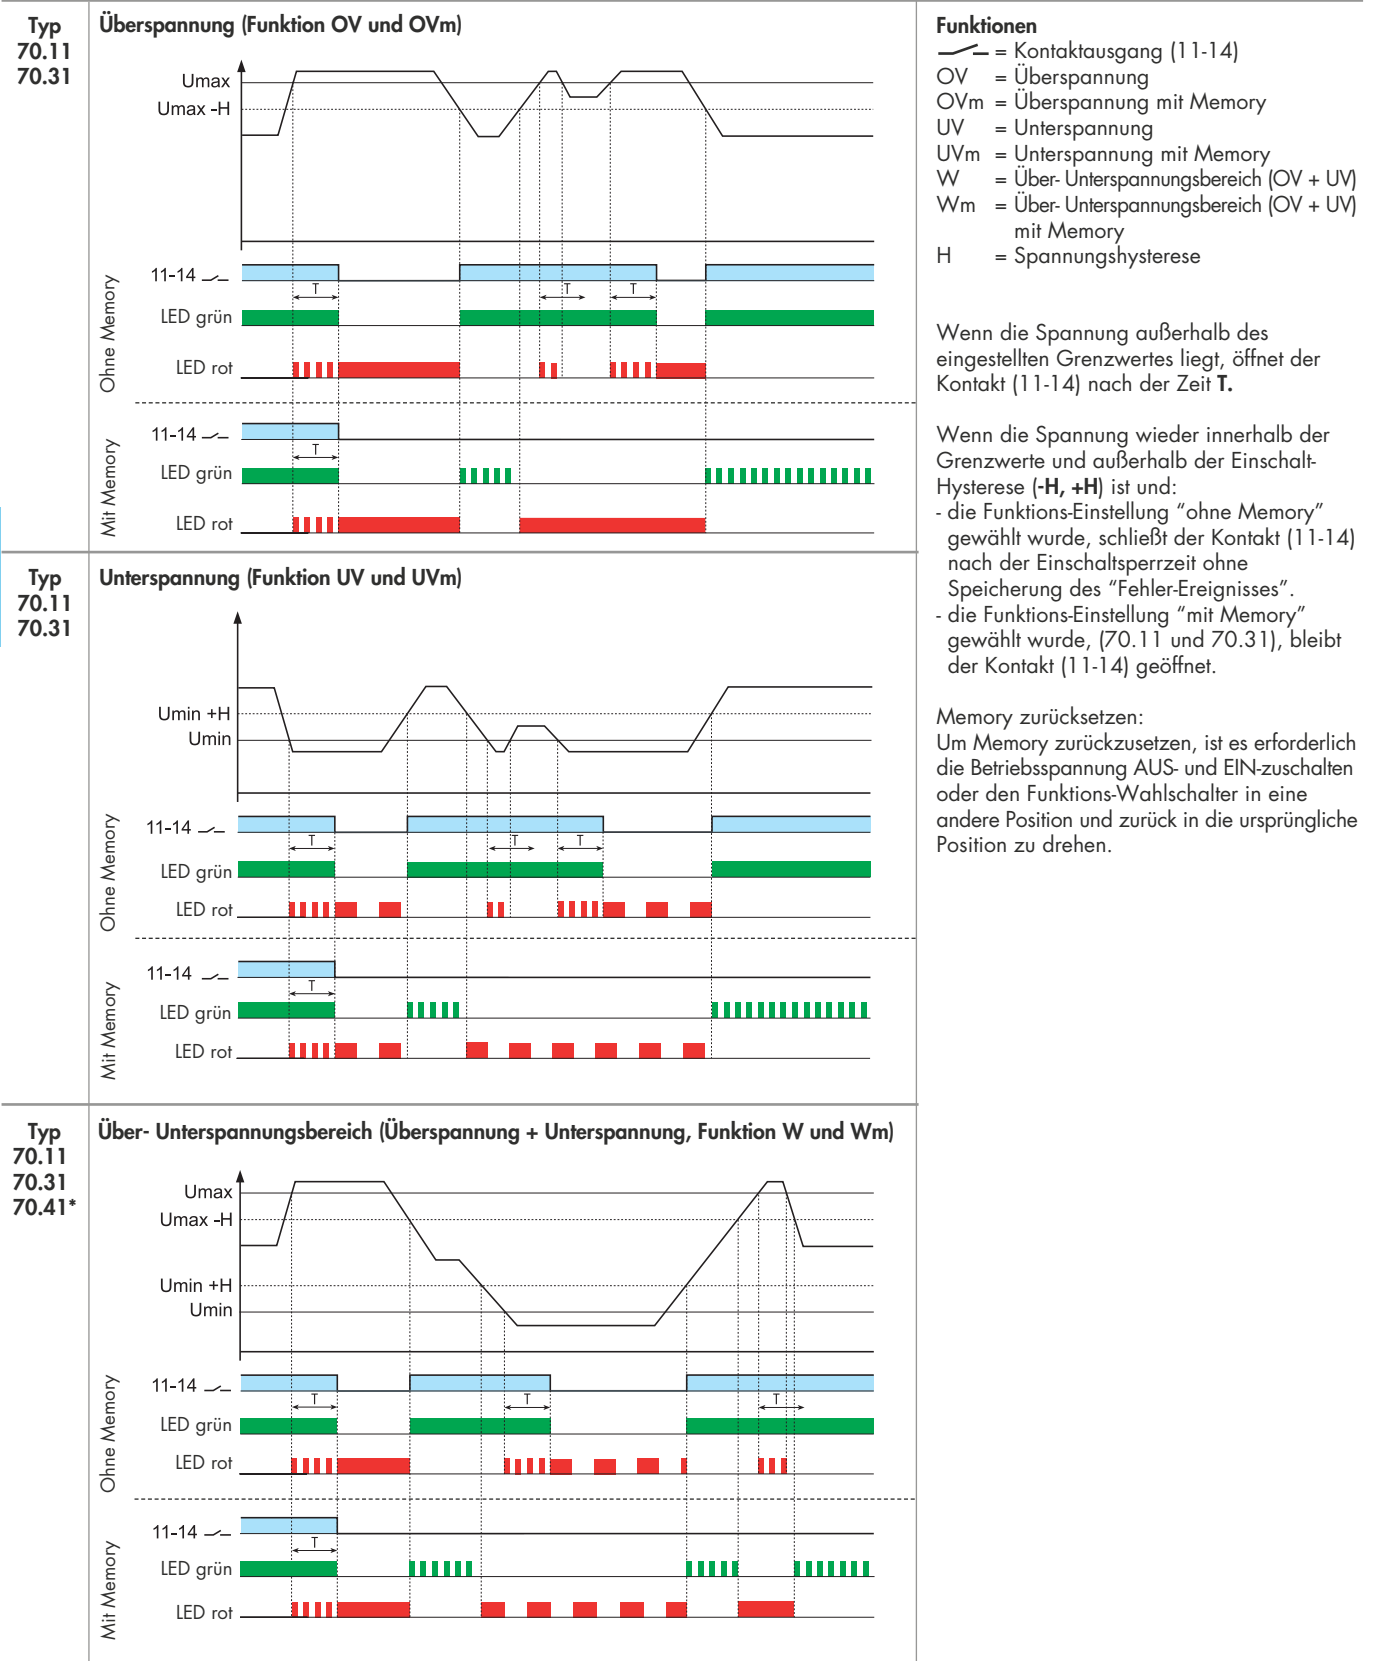 Typ
70.11
70.31
Überspannung (Funktion OV und OVm)
Umax
Umax -H
Ohne Memory
11-14
T
T
T
LED grün
LED rot
Mit Memory
11-14
T
LED grün
LED rot
Typ
70.11
70.31
Unterspannung (Funktion UV und UVm)
Umin +H
Umin
Ohne Memory
11-14
T
T
T
LED grün
LED rot
Mit Memory
11-14
T
LED grün
LED rot
Typ
70.11
70.31
70.41*
Über- Unterspannungsbereich (Überspannung + Unterspannung, Funktion W und Wm)
Umax
Umax -H
Umin +H
Umin
Ohne Memory
11-14
T
T
T
LED grün
LED rot
Mit Memory
11-14
T
LED grün
LED rot
Funktionen
= Kontaktausgang (11-14)
OV = Überspannung
OVm = Überspannung mit Memory
UV = Unterspannung
UVm = Unterspannung mit Memory
W = Über- Unterspannungsbereich (OV + UV)
Wm = Über- Unterspannungsbereich (OV + UV)
mit Memory
H = Spannungshysterese
Wenn die Spannung außerhalb des
eingestellten Grenzwertes liegt, öffnet der
Kontakt (11-14) nach der Zeit T.
Wenn die Spannung wieder innerhalb der
Grenzwerte und außerhalb der Einschalt-
Hysterese (-H, +H) ist und:
- die Funktions-Einstellung “ohne Memory”
gewählt wurde, schließt der Kontakt (11-14)
nach der Einschaltsperrzeit ohne
Speicherung des “Fehler-Ereignisses”.
- die Funktions-Einstellung “mit Memory”
gewählt wurde, (70.11 und 70.31), bleibt
der Kontakt (11-14) geöffnet.
Memory zurücksetzen:
Um Memory zurückzusetzen, ist es erforderlich
die Betriebsspannung AUS- und EIN-zuschalten
oder den Funktions-Wahlschalter in eine
andere Position und zurück in die ursprüngliche
Position zu drehen.